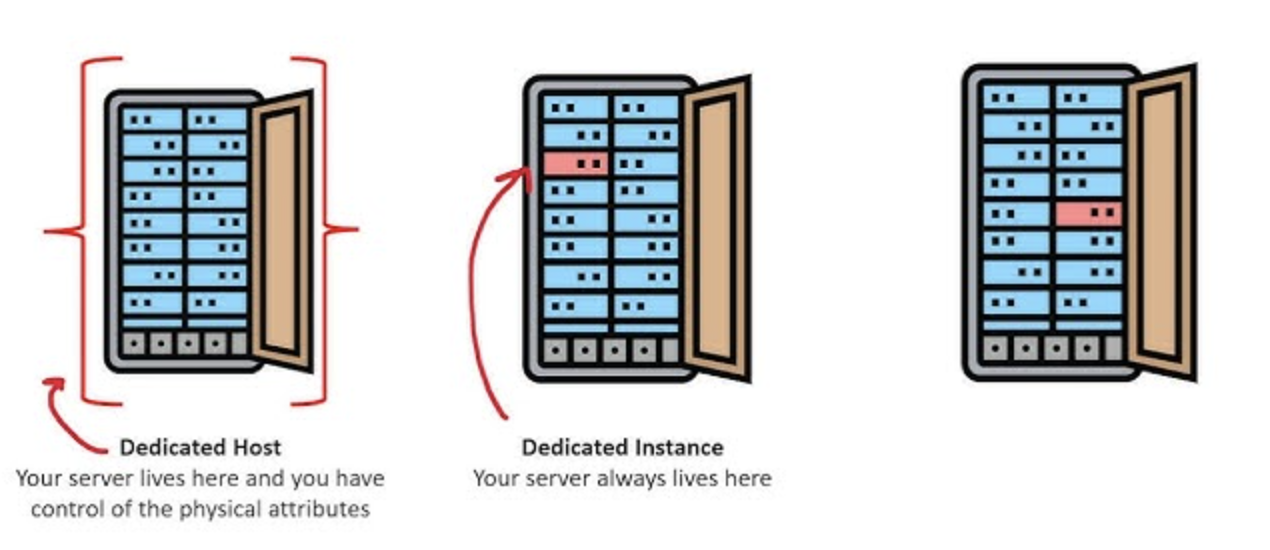 Dedicated Host
Your server lives here and you have
control of the physical attributes
Dedicated Instance
Your server always lives here